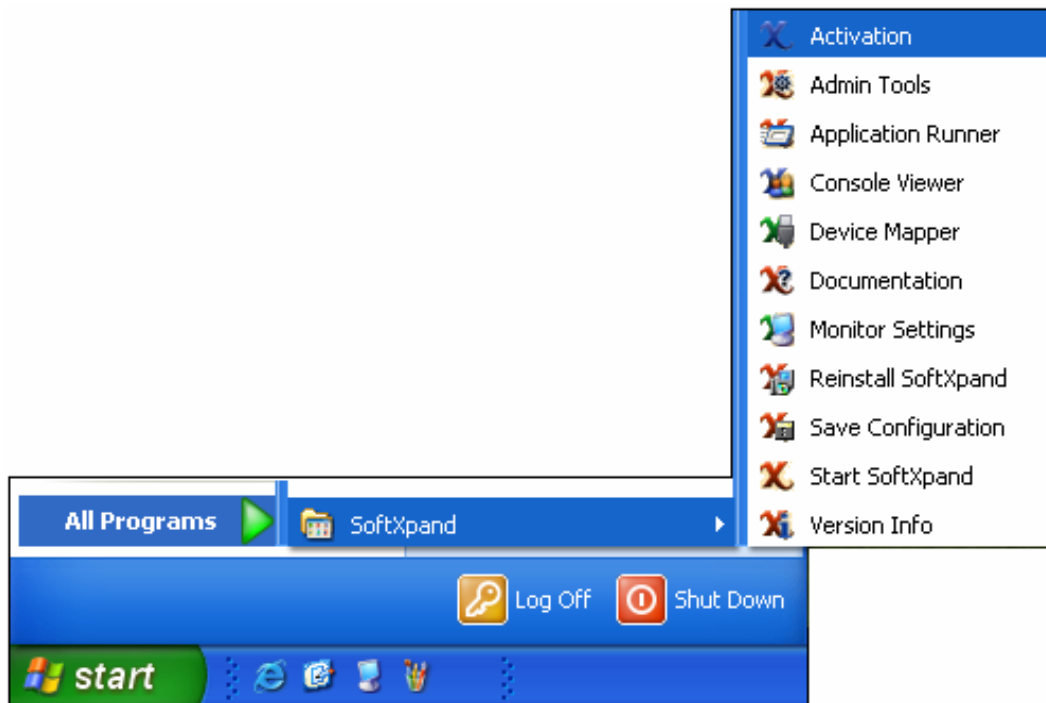 Activation
Admin Tools
Application Runner
Console Viewer
Device Mapper
Documentation
Monitor Settings
Reinstall SoftXpand
Save Configuration
Start SoftXpand
Version Info
All Programs
SoftXpand
Log Off
Shut Down
start